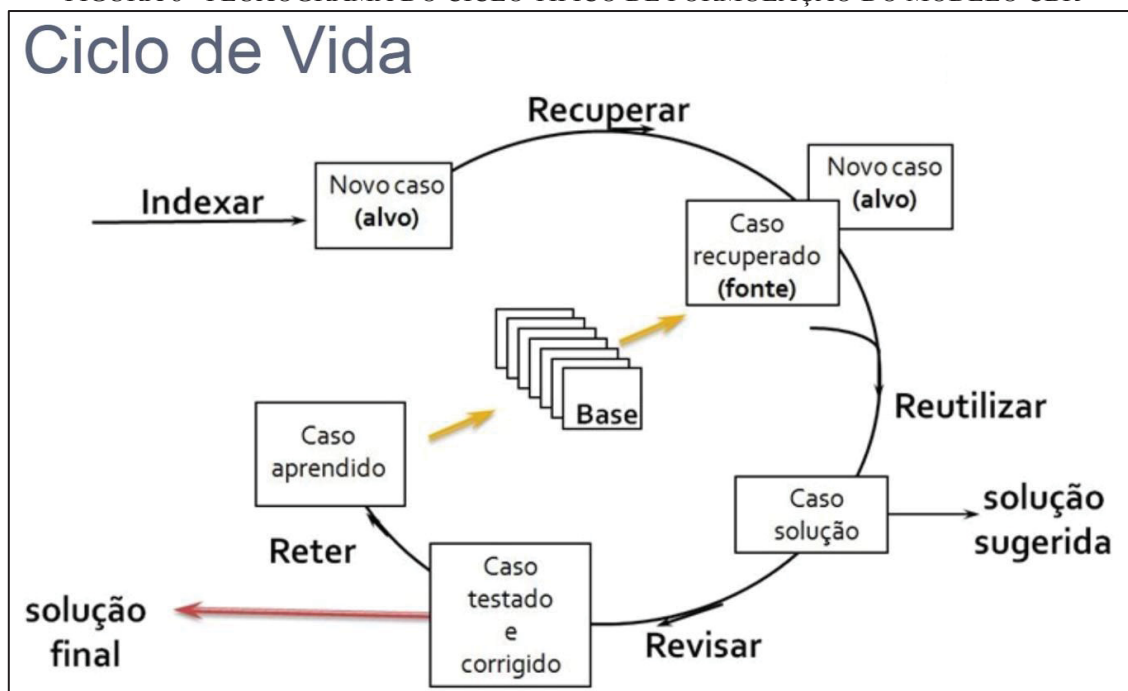 Ciclo de Vida
Recuperar
Indexar
Novo caso
(alvo)
Novo caso
(alvo)
Caso
recuperado
(fonte)
Base
Reutilizar
Caso
aprendido
Caso
solução
solução
sugerida
Reter
Caso
testado
e
corrigido
Revisar
solução
final